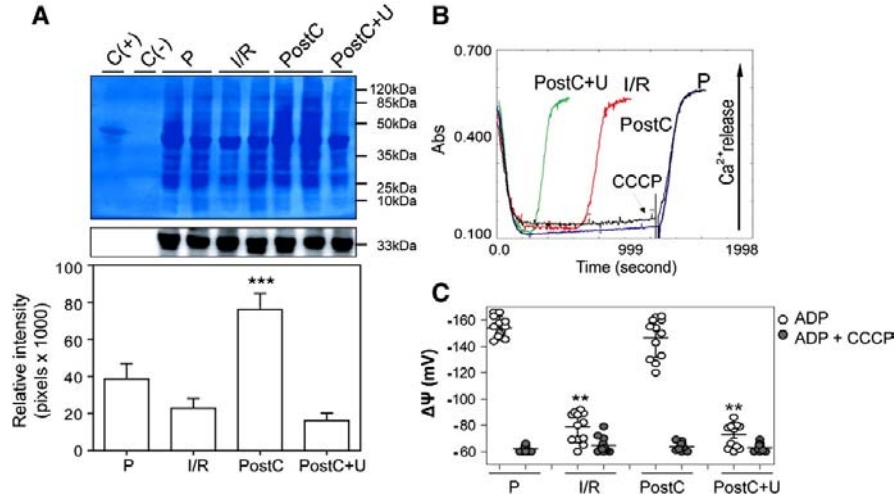 A
C(+) C(-) P I/R PostC PostC+U
120kDa
85kDa
50kDa
35kDa
25kDa
10kDa
33kDa
Relative intensity
(pixels x 1000)
100
80
60
40
20
0
***
P I/R PostC PostC+U
B
Abs
0.700
0.400
0.100
PostC+U I/R P
PostC
CCCP
Ca2+release
0.0 999 1998
Time (second)
C
ΔΨ (mV)
-160
-140
-120
-100
-80
-60
** **
ADP
ADP + CCCP
P I/R PostC PostC+U